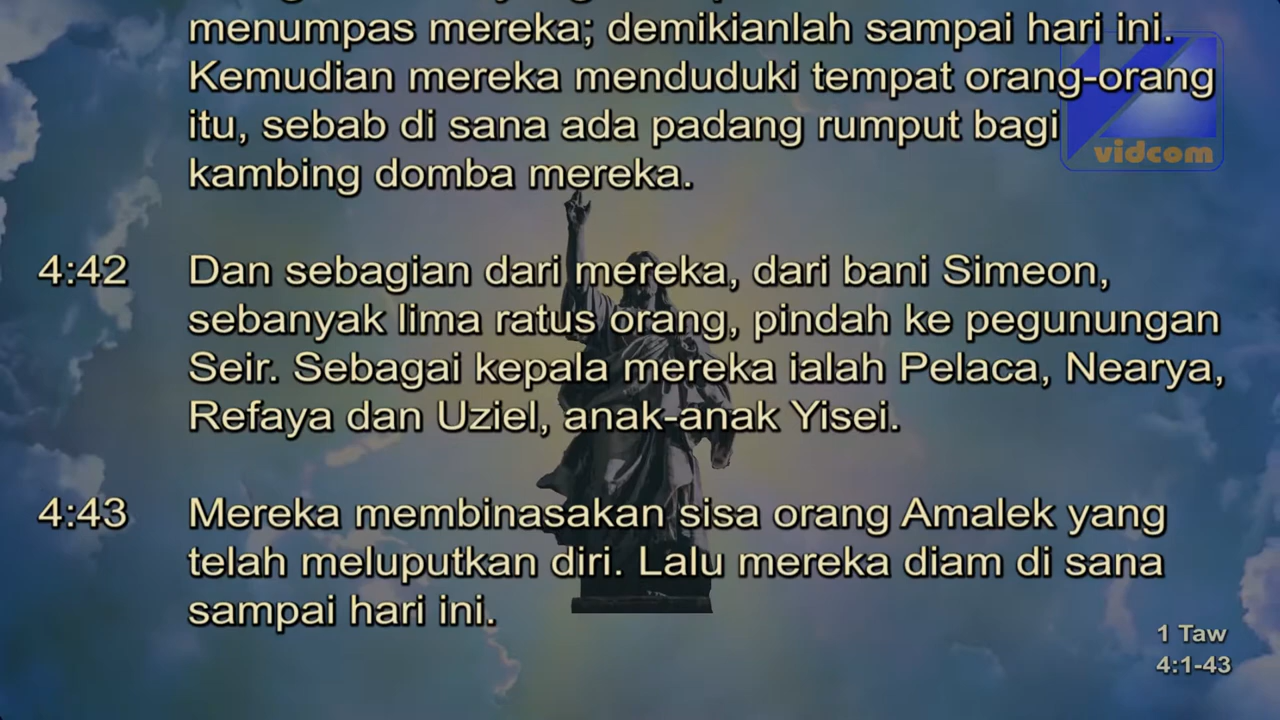 menumpas mereka; demikianlah sampai hari ini.
Kemudian mereka menduduki tempat orang-orang
itu, sebab di sana ada padang rumput bagi
kambing domba mereka.
vidcom
4:42 Dan sebagian dari mereka, dari bani Simeon,
sebanyak lima ratus orang, pindah ke pegunungan
Seir. Sebagai kepala mereka ialah Pelaca, Nearya,
Refaya dan Uziel, anak-anak Yisei.
4:43 Mereka membinasakan sisa orang Amalek yang
telah meluputkan diri. Lalu mereka diam di sana
sampai hari ini.
1 Taw
4:1-43